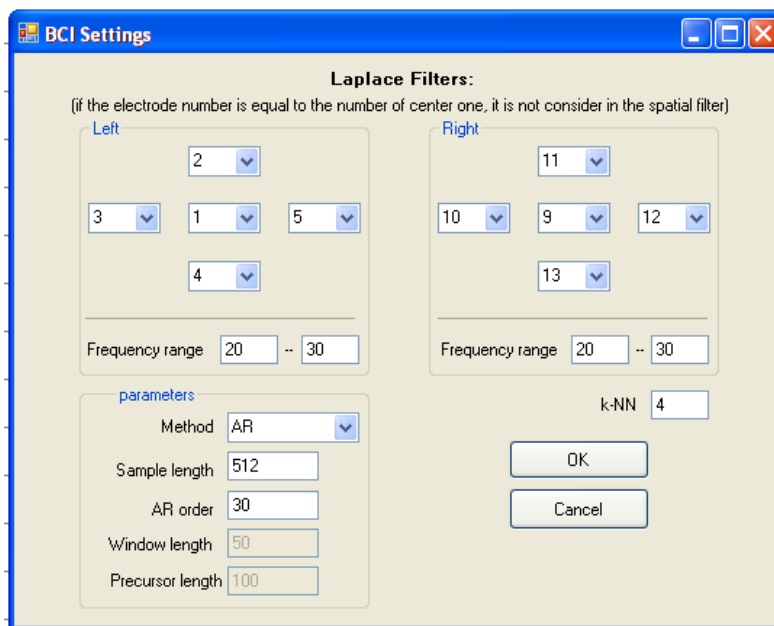 BCI Settings
Laplace Filters:
(if the electrode number is equal to the number of center one, it is not consider in the spatial filter)
Left
2
3 1 5
4
Frequency range 20 -- 30
Right
11
10 9 12
13
Frequency range 20 -- 30
parameters
Method AR
Sample length 512
AR order 30
Window length 50
Precursor length 100
k-NN 4
OK
Cancel